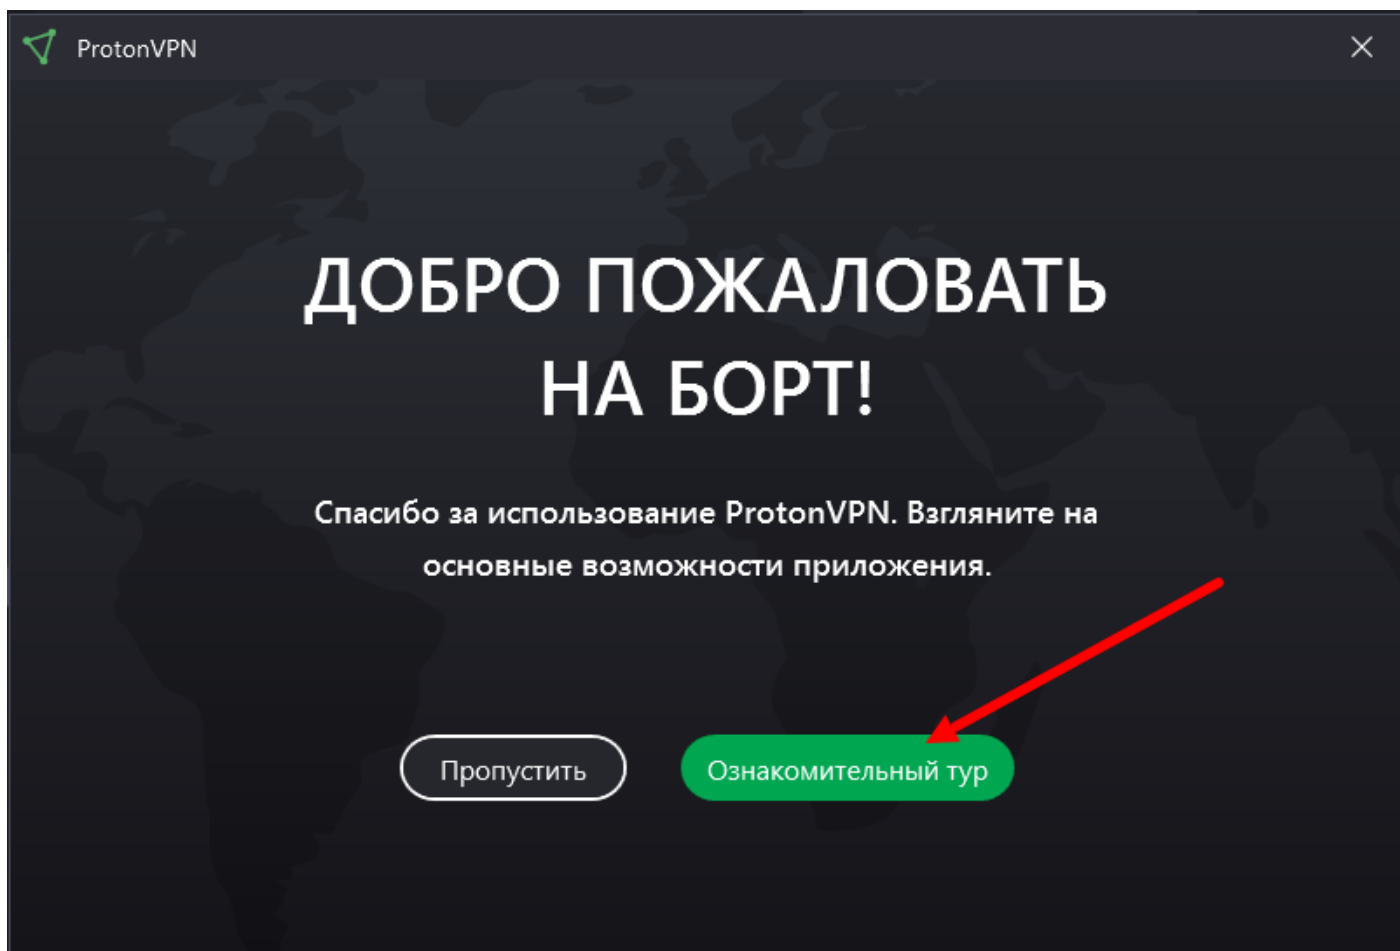 ProtonVPN
ДОБРО ПОЖАЛОВАТЬ
НА БОРТ!
Спасибо за использование ProtonVPN. Взгляните на
основные возможности приложения.
Пропустить
Ознакомительный тур